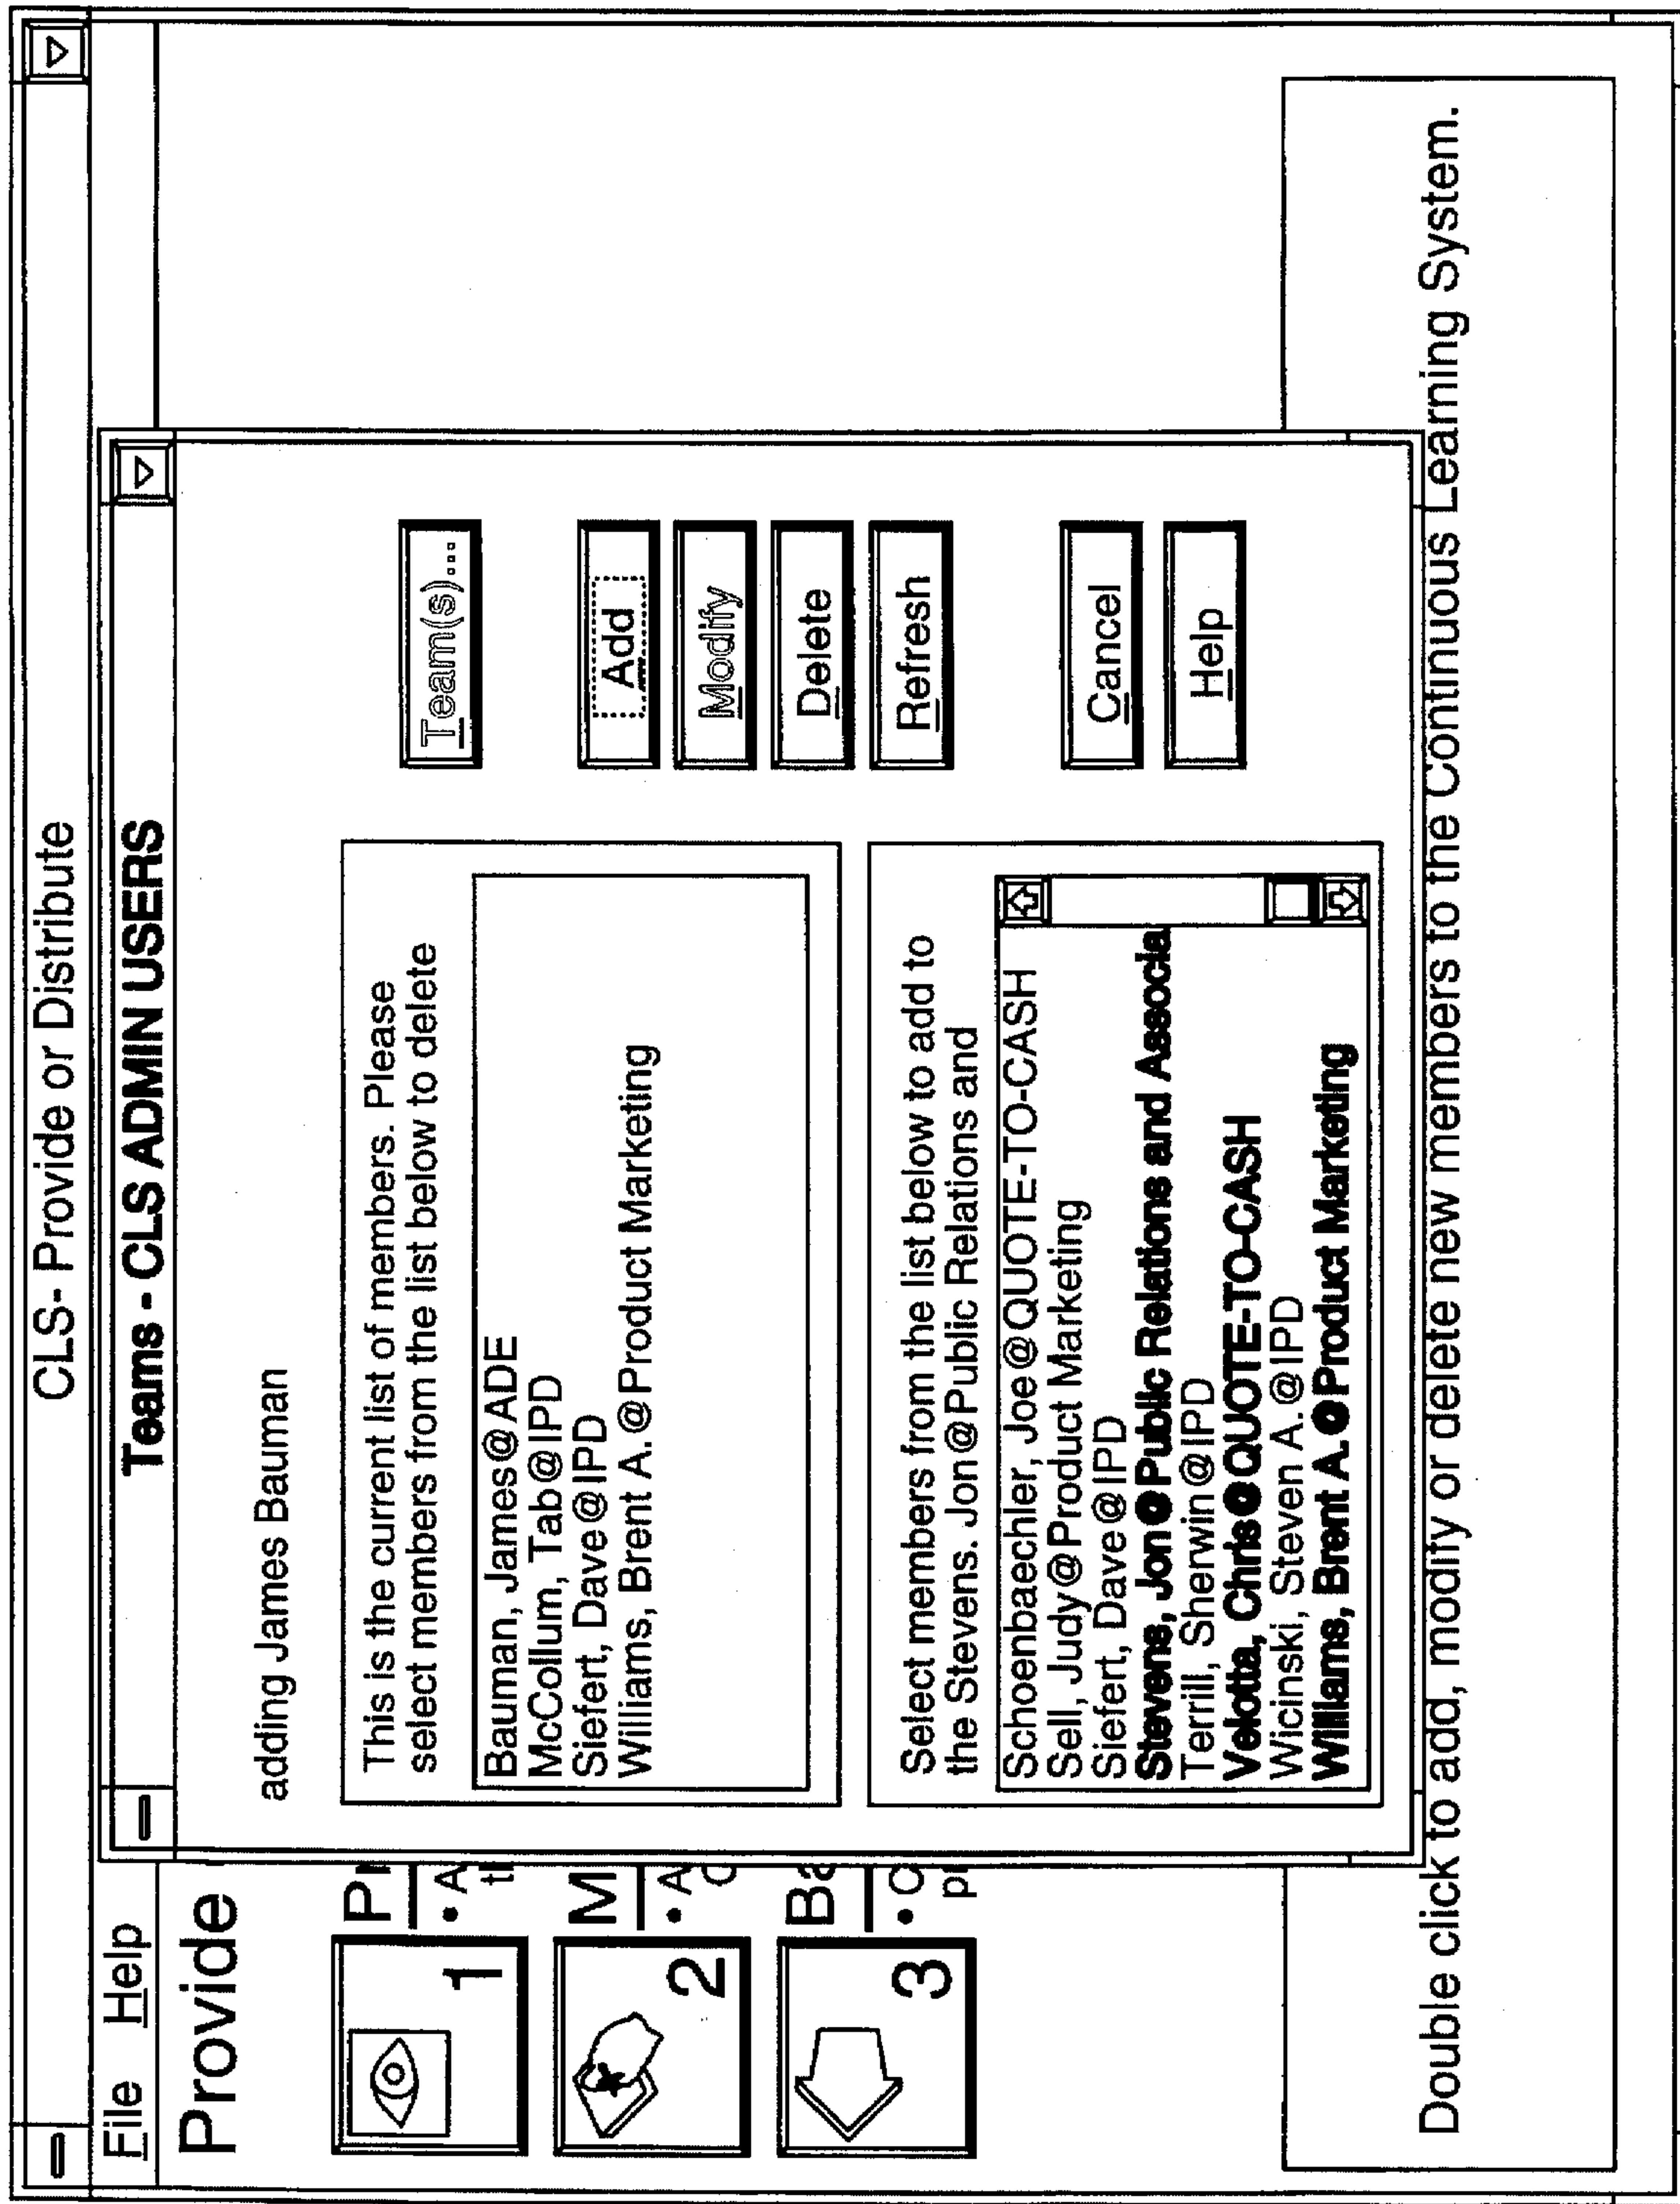 CLS- Provide or Distribute
File Help
Provide
1
2
3
Pr
• A
M
• A
Ba
• C
Teams - CLS ADMIN USERS
adding James Bauman
This is the current list of members. Please
select members from the list below to delete
Bauman, James@ADE
McCollum, Tab@IPD
Siefert, Dave@IPD
Williams, Brent A.@Product Marketing
Select members from the list below to add to
the Stevens. Jon@Public Relations and
Schoenbaechler, Joe@QUOTE-TO-CASH
Sell, Judy@Product Marketing
Siefert, Dave@IPD
Stevens, Jon@Public Relations and Associa
Terrill, Sherwin@IPD
Velotta, Chris@QUOTE-TO-CASH
Wicinski, Steven A.@IPD
Williams, Brent A.@Product Marketing
Team(s)...
Add
Modify
Delete
Refresh
Cancel
Help
Double click to add, modify or delete new members to the Continuous Learning System.